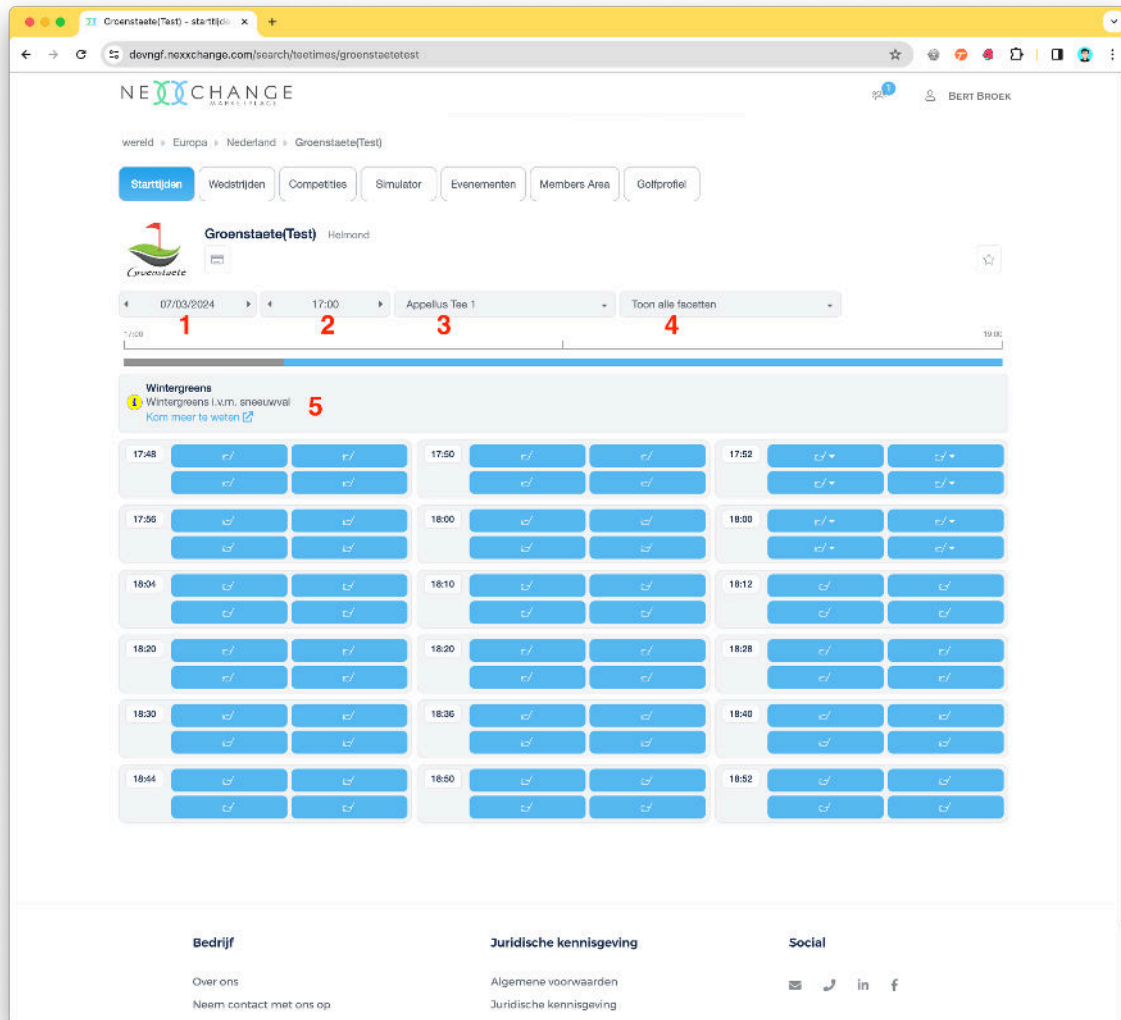 Groenstaete(Test) - starttijde
devngf.nexxchange.com/search/teetimes/groenstaetetest
NEXXCHANGE
MARKETPLACE
1
BERT BROEK
wereld Europa Nederland Groenstaete(Test)
Starttijden Wedstrijden Competities Simulator Evenementen Members Area Golfprofiel
Groenstaete(Test) Helmond
Groenstaete
07/03/2024 17:00 Appelius Tee 1 Toon alle facetten
1 2 3 4
17:00 19:00
Wintergreens
Wintergreens i.v.m. sneeuwval
Kom meer te weten
5
17:48 17:50 17:52
17:56 18:00 18:00
18:04 18:10 18:12
18:20 18:20 18:28
18:30 18:36 18:40
18:44 18:50 18:52
Bedrijf Juridische kennisgeving Social
Over ons Algemene voorwaarden
Neem contact met ons op Juridische kennisgeving